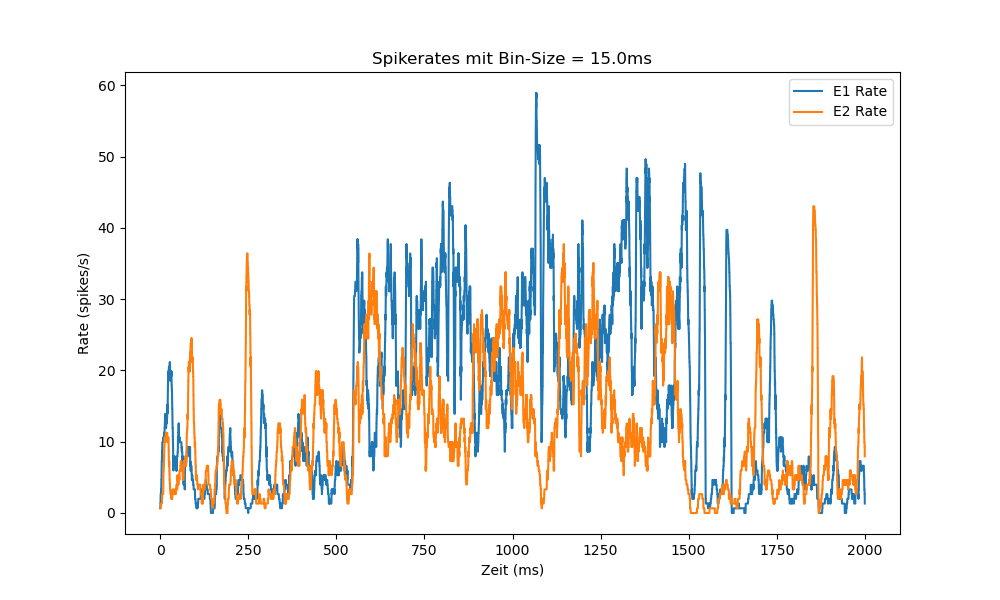 Spikerates mit Bin-Size = 15.0ms
E1 Rate
E2 Rate
60
50
40
30
20
10
0
Rate (spikes/s)
0 250 500 750 1000 1250 1500 1750 2000
Zeit (ms)